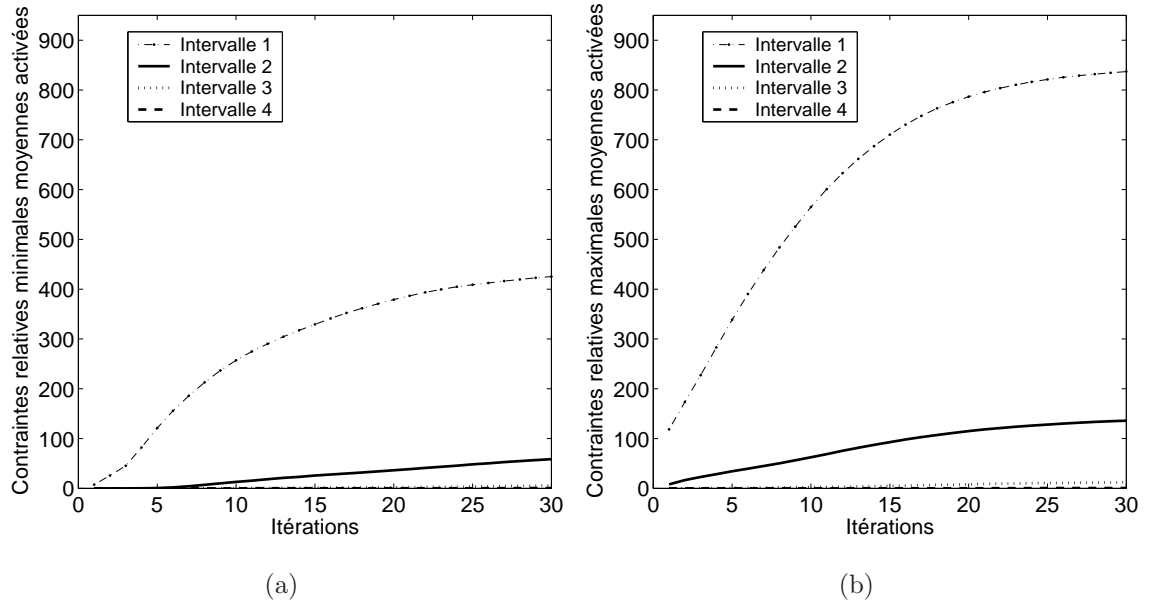 Contraintes relatives minimales moyennes activées
900
800
700
600
500
400
300
200
100
0
Intervalle 1
Intervalle 2
Intervalle 3
Intervalle 4
0 5 10 15 20 25 30
Itérations
(a)
Contraintes relatives maximales moyennes activées
900
800
700
600
500
400
300
200
100
0
Intervalle 1
Intervalle 2
Intervalle 3
Intervalle 4
0 5 10 15 20 25 30
Itérations
(b)